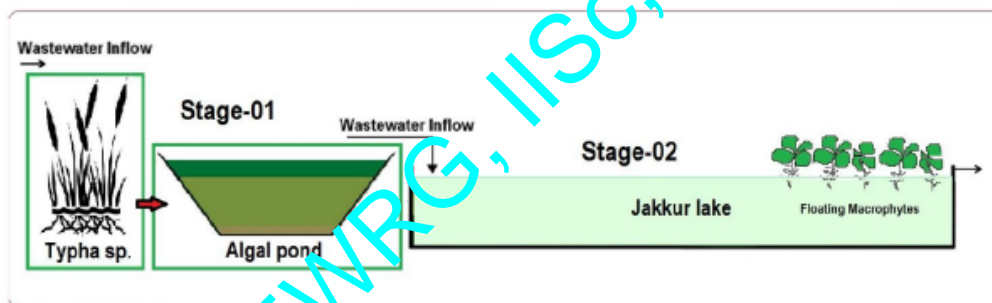 Wastewater Inflow
Stage-01
Wastewater Inflow
Stage-02
Jakkur lake
Floating Macrophytes
Typha sp.
Algal pond
EWRG, IISc,